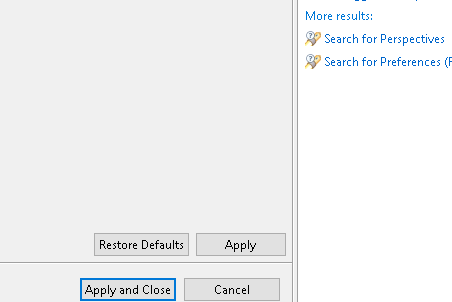 More results:
Search for Perspectives
Search for Preferences (
Restore Defaults
Apply
Apply and Close
Cancel